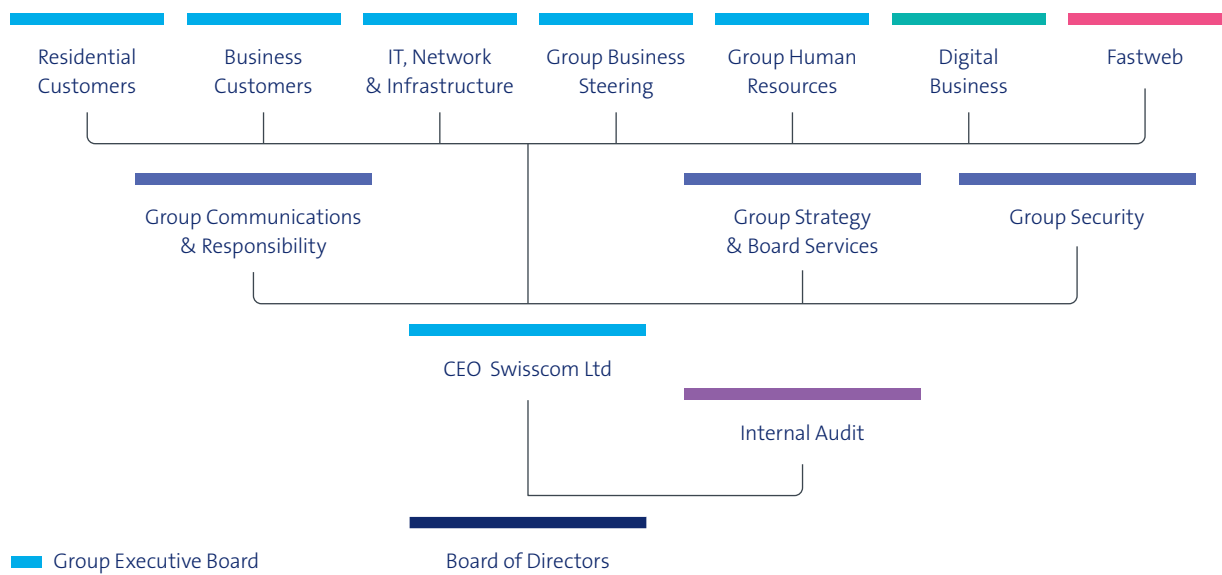 Residential
Customers
Business
Customers
IT, Network
& Infrastructure
Group Business
Steering
Group Human
Resources
Digital
Business
Fastweb
Group Communications
& Responsibility
Group Strategy
& Board Services
Group Security
CEO Swisscom Ltd
Internal Audit
Group Executive Board
Board of Directors